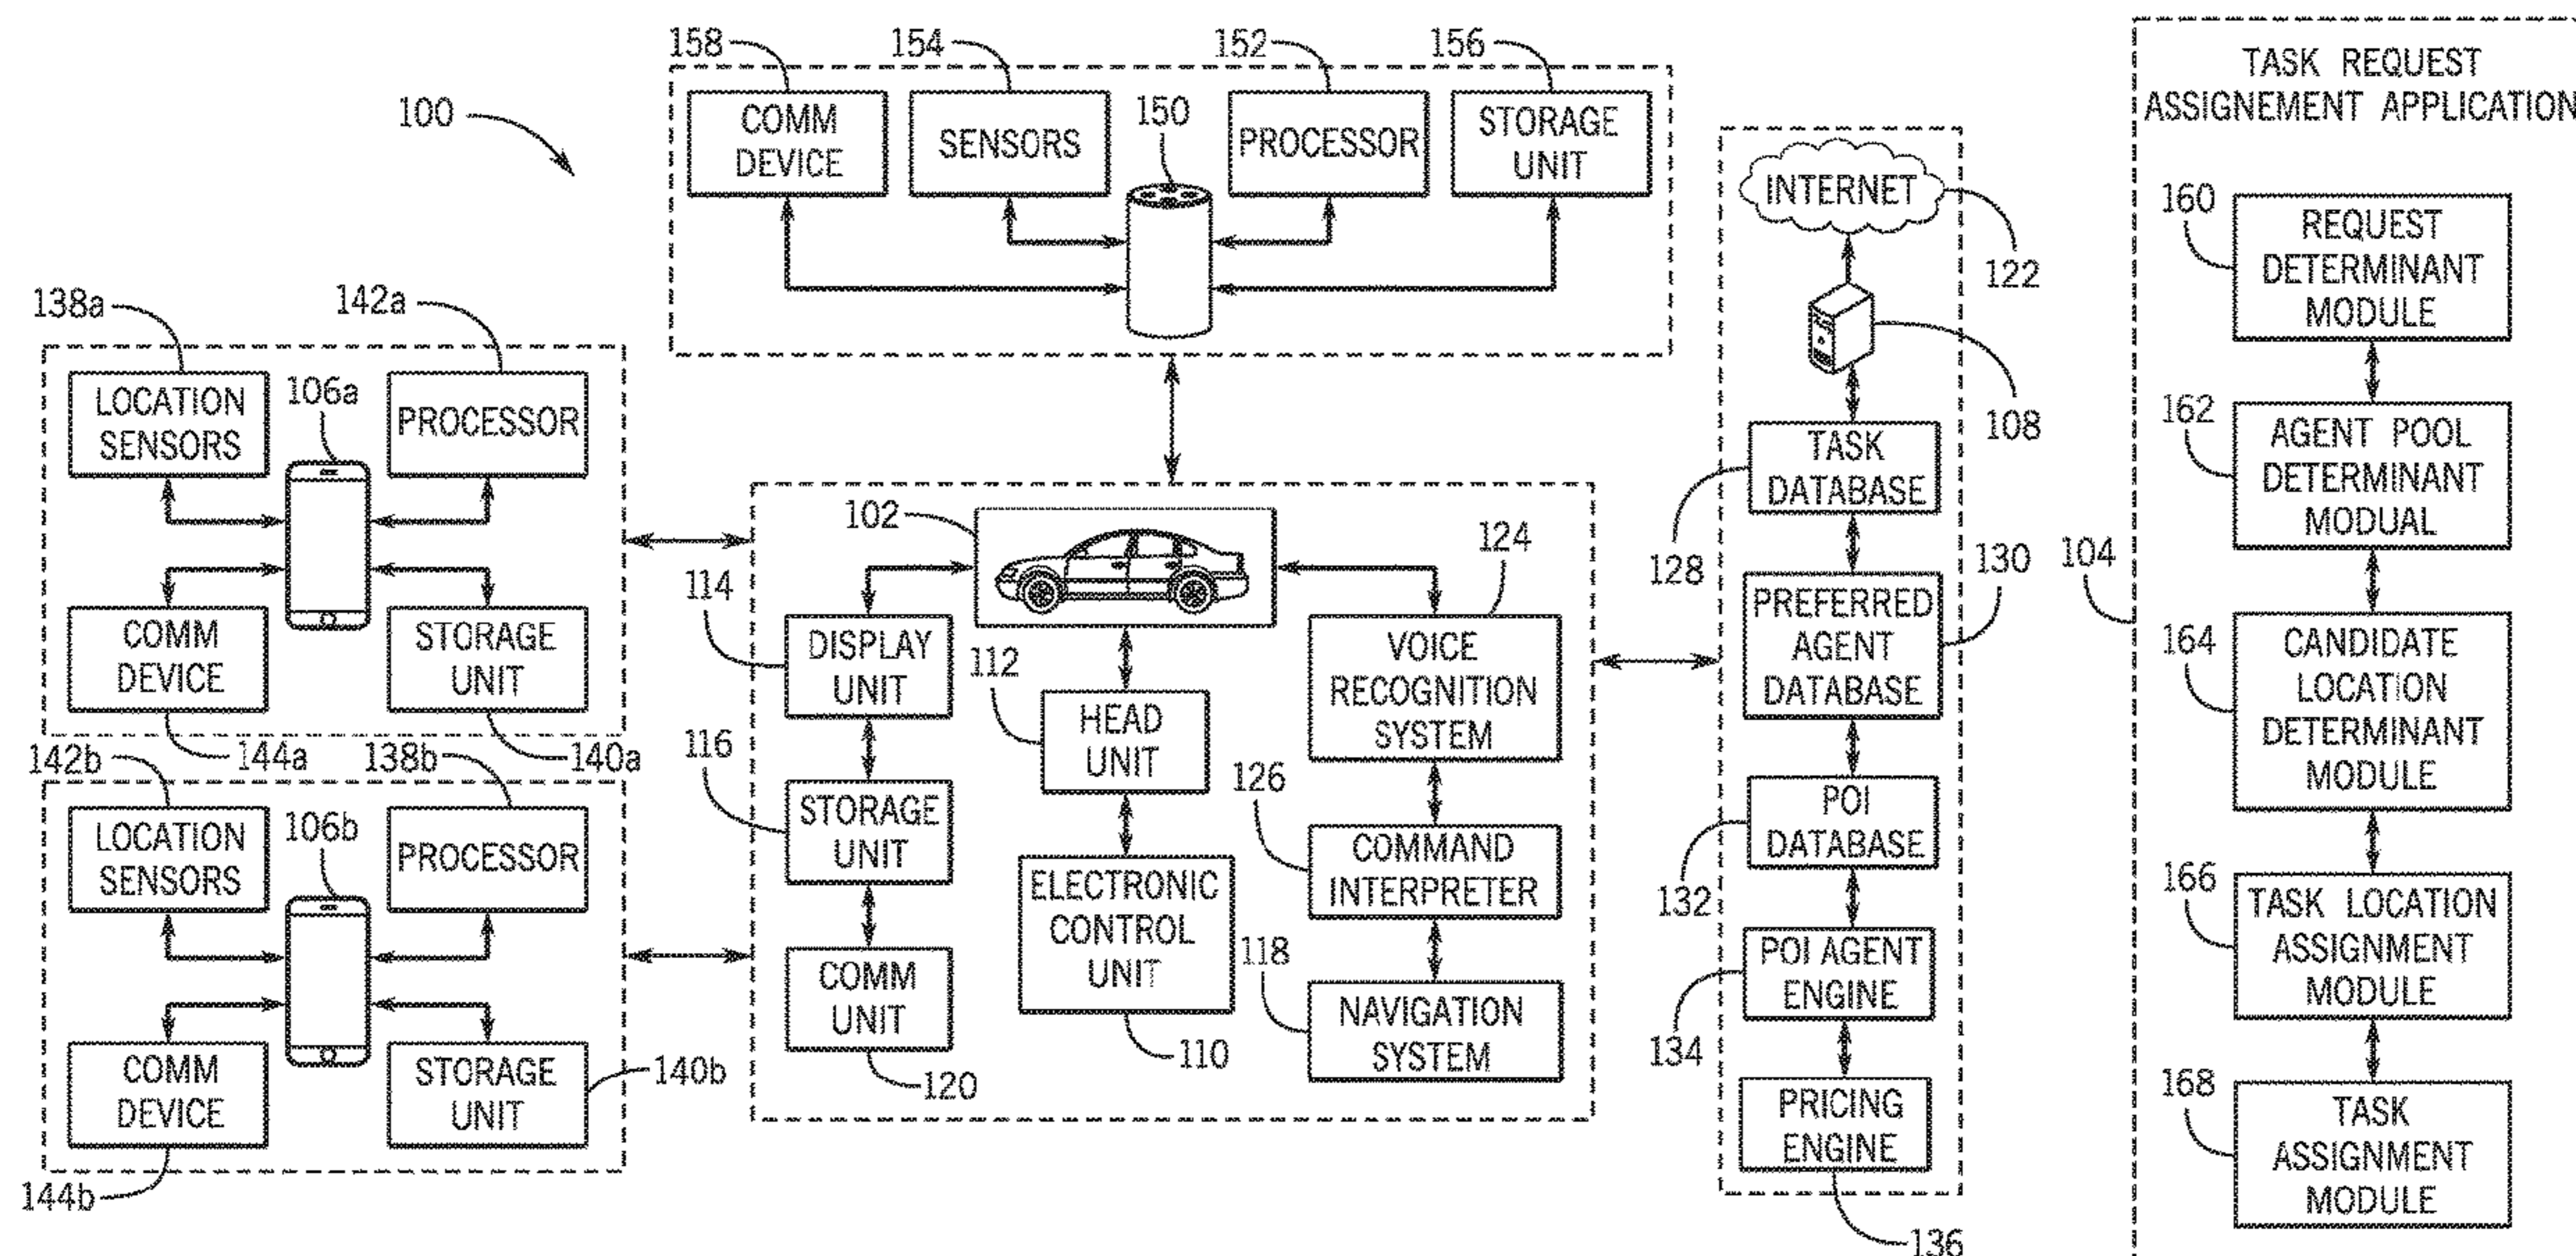 100
158
154
152
156
COMM
DEVICE
SENSORS
150
PROCESSOR
STORAGE
UNIT
138a
142a
LOCATION
SENSORS
106a
PROCESSOR
COMM
DEVICE
STORAGE
UNIT
144a
140a
142b
138b
LOCATION
SENSORS
106b
PROCESSOR
COMM
DEVICE
STORAGE
UNIT
144b
140b
102
114
DISPLAY
UNIT
116
STORAGE
UNIT
COMM
UNIT
120
112
HEAD
UNIT
ELECTRONIC
CONTROL
UNIT
110
124
VOICE
RECOGNITION
SYSTEM
126
COMMAND
INTERPRETER
118
NAVIGATION
SYSTEM
INTERNET
122
108
TASK
DATABASE
128
PREFERRED
AGENT
DATABASE
130
POI
DATABASE
132
POI AGENT
ENGINE
134
PRICING
ENGINE
136
104
TASK REQUEST
ASSIGNEMENT APPLICATION
160
REQUEST
DETERMINANT
MODULE
162
AGENT POOL
DETERMINANT
MODUAL
164
CANDIDATE
LOCATION
DETERMINANT
MODULE
166
TASK LOCATION
ASSIGNMENT
MODULE
168
TASK
ASSIGNMENT
MODULE